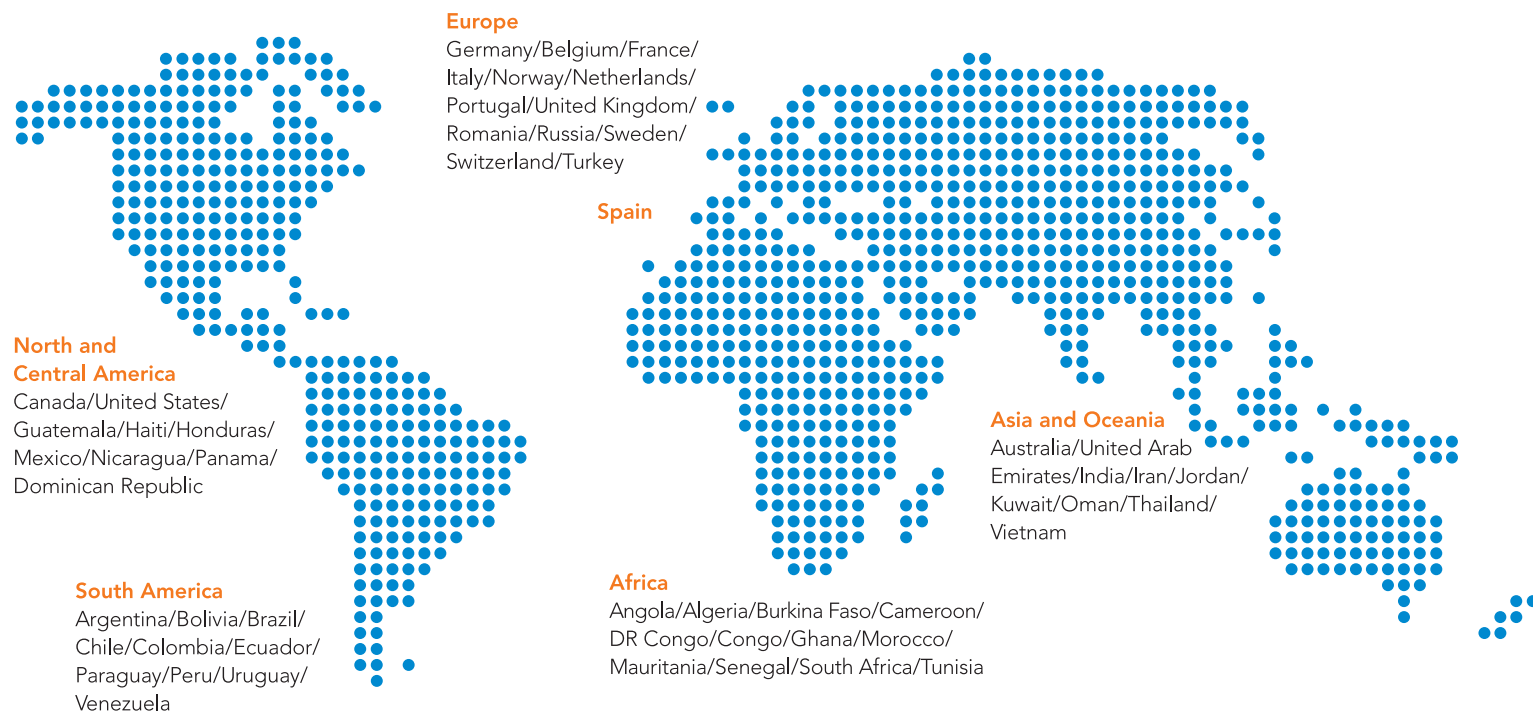 Europe
Germany/Belgium/France/
Italy/Norway/Netherlands/
Portugal/United Kingdom/
Romania/Russia/Sweden/
Switzerland/Turkey
Spain
North and
Central America
Canada/United States/
Guatemala/Haiti/Honduras/
Mexico/Nicaragua/Panama/
Dominican Republic
Asia and Oceania
Australia/United Arab
Emirates/India/Iran/Jordan/
Kuwait/Oman/Thailand/
Vietnam
South America
Argentina/Bolivia/Brazil/
Chile/Colombia/Ecuador/
Paraguay/Peru/Uruguay/
Venezuela
Africa
Angola/Algeria/Burkina Faso/Cameroon/
DR Congo/Congo/Ghana/Morocco/
Mauritania/Senegal/South Africa/Tunisia